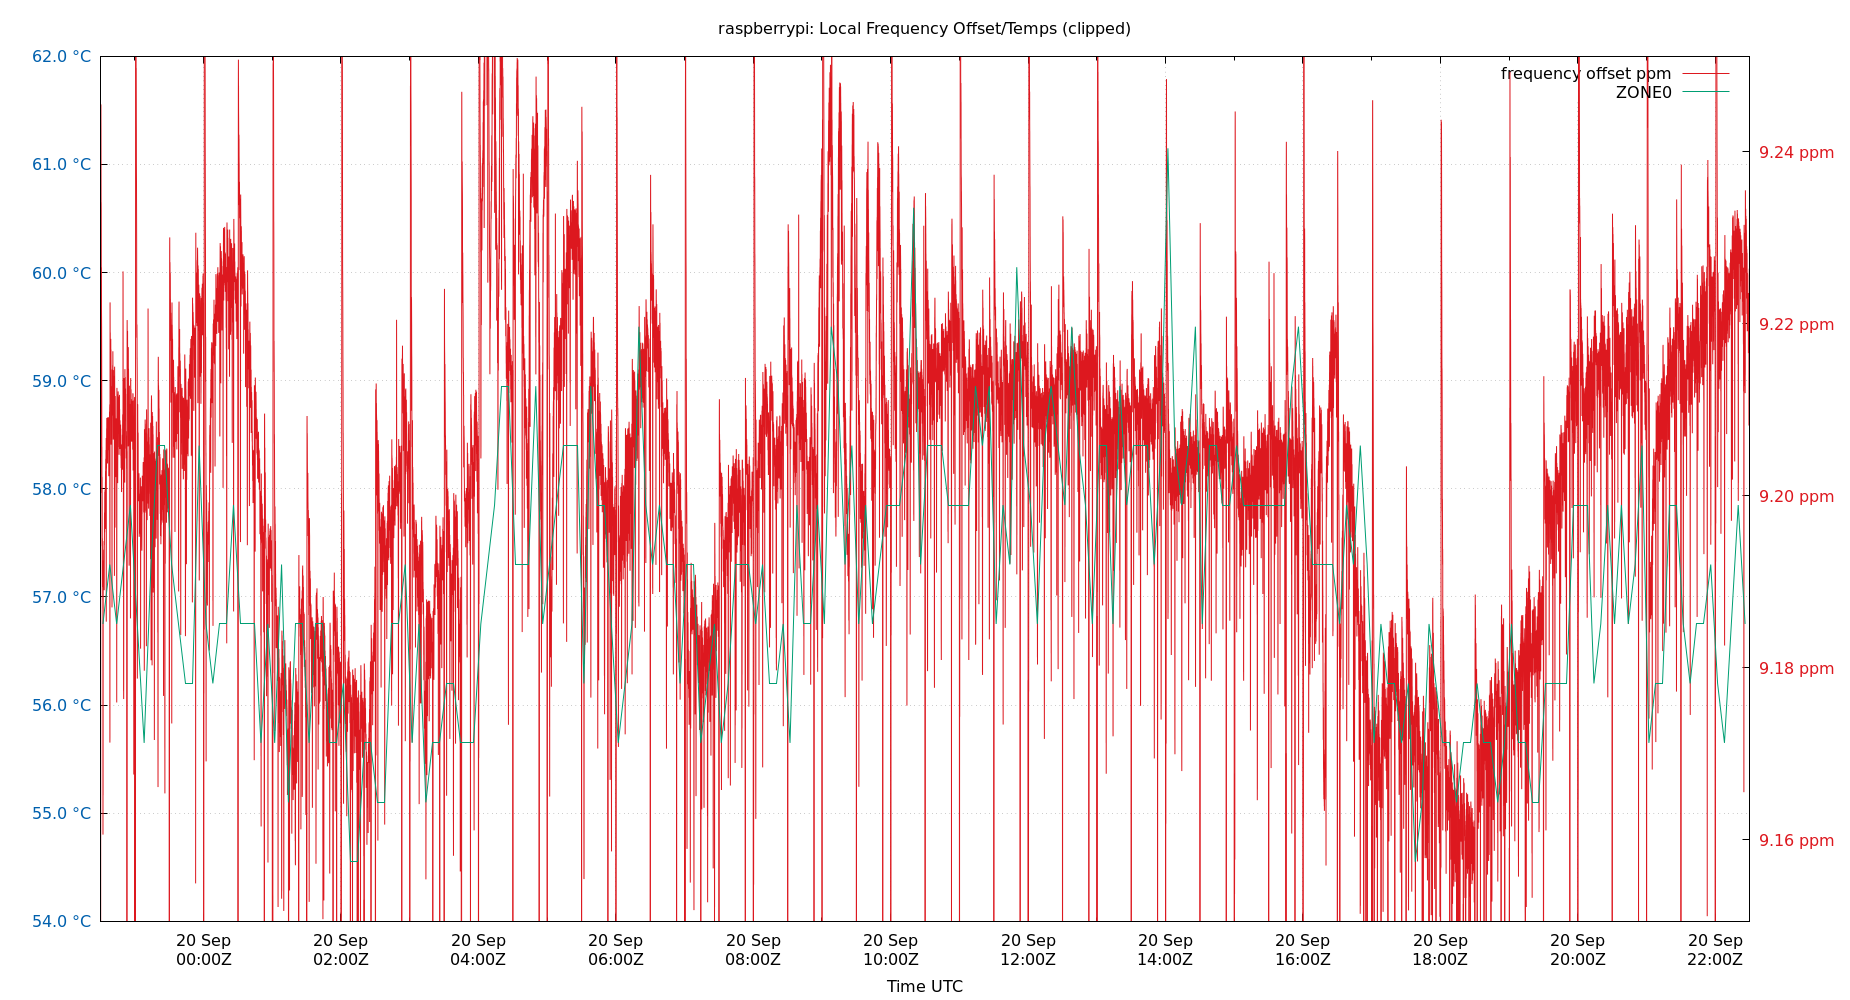 raspberrypi: Local Frequency Offset/Temps (clipped)
62.0 °C
61.0 °C
60.0 °C
59.0 °C
58.0 °C
57.0 °C
56.0 °C
55.0 °C
54.0 °C
frequency offset ppm
ZONE0
9.24 ppm
9.22 ppm
9.20 ppm
9.18 ppm
9.16 ppm
20 Sep 20 Sep 20 Sep 20 Sep 20 Sep 20 Sep 20 Sep 20 Sep 20 Sep 20 Sep 20 Sep 20 Sep
00:00Z 02:00Z 04:00Z 06:00Z 08:00Z 10:00Z 12:00Z 14:00Z 16:00Z 18:00Z 20:00Z 22:00Z
Time UTC